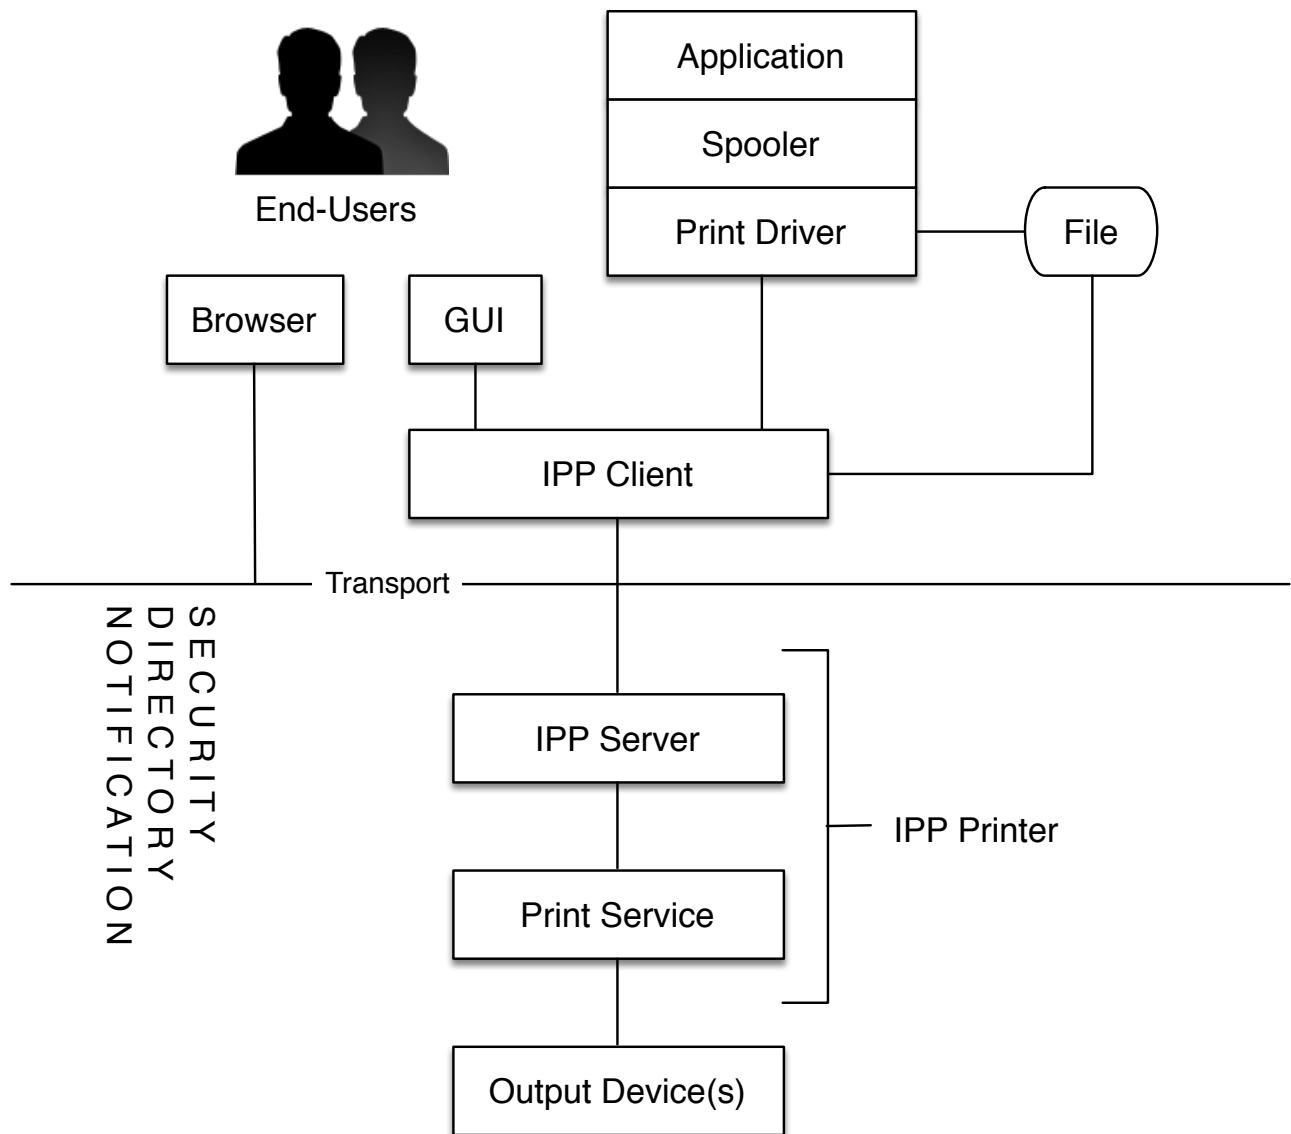 Application
Spooler
Print Driver
File
End-Users
Browser
GUI
IPP Client
Transport
SECURITY
DIRECTORY
NOTIFICATION
IPP Server
IPP Printer
Print Service
Output Device(s)